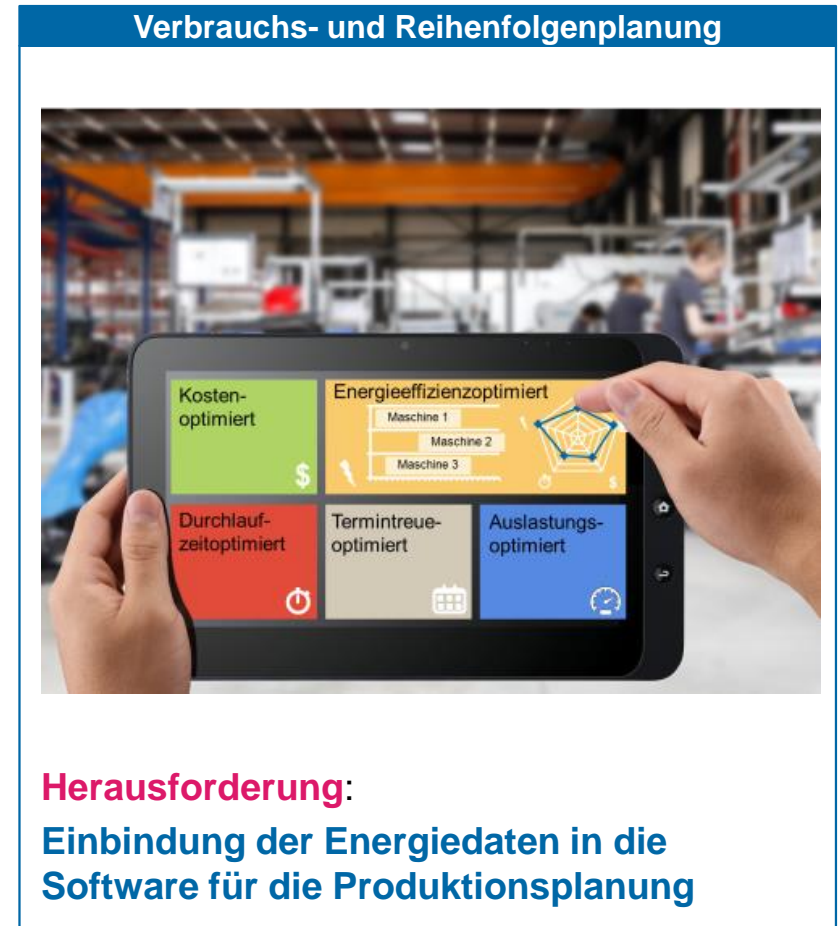 Verbrauchs- und Reihenfolgenplanung
Kosten-
optimiert
$
Energieeffizienzoptimiert
Maschine 1
Maschine 2
Maschine 3
$
Durchlauf-
zeitoptimiert
Termintreue-
optimiert
Auslastungs-
optimiert
Herausforderung:
Einbindung der Energiedaten in die
Software für die Produktionsplanung